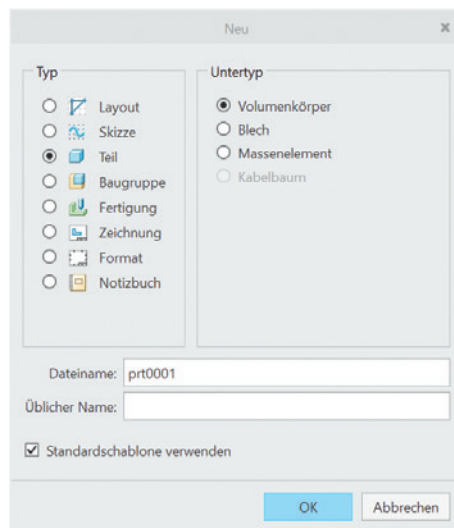 Neu
Typ
Layout
Skizze
Teil
Baugruppe
Fertigung
Zeichnung
Format
Notizbuch
Untertyp
Volumenkörper
Blech
Massenelement
Kabelbaum
Dateiname: prt0001
Üblicher Name:
Standardschablone verwenden
OK Abbrechen